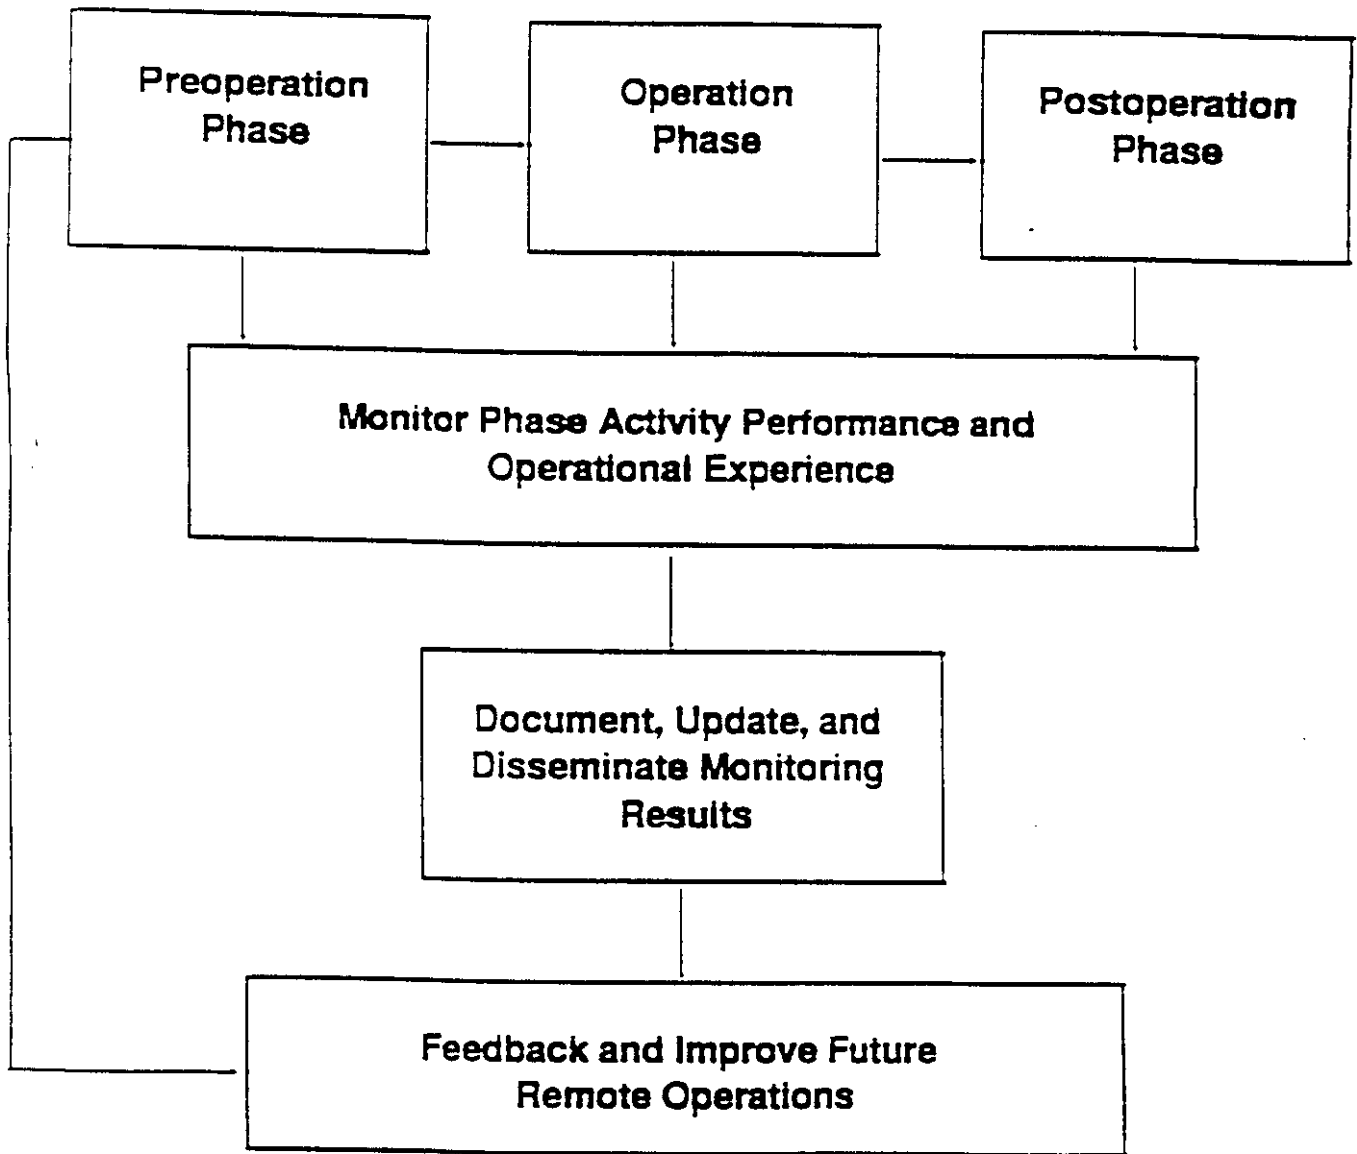 Preoperation
Phase
Operation
Phase
Postoperation
Phase
Monitor Phase Activity Performance and
Operational Experience
Document, Update, and
Disseminate Monitoring
Results
Feedback and Improve Future
Remote Operations